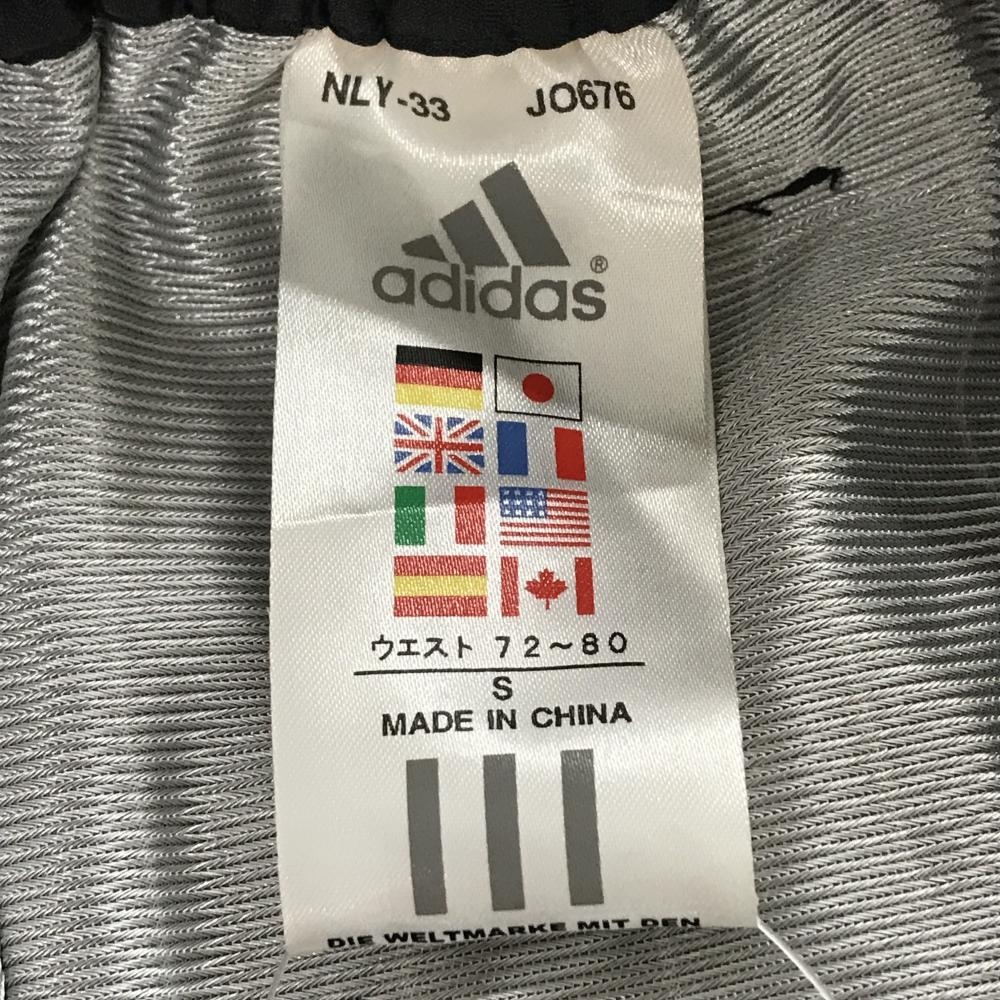 NLY-33 JO676
adidas®
ウエスト 72~80
S
MADE IN CHINA
DIE WELTMARKE MIT DEN